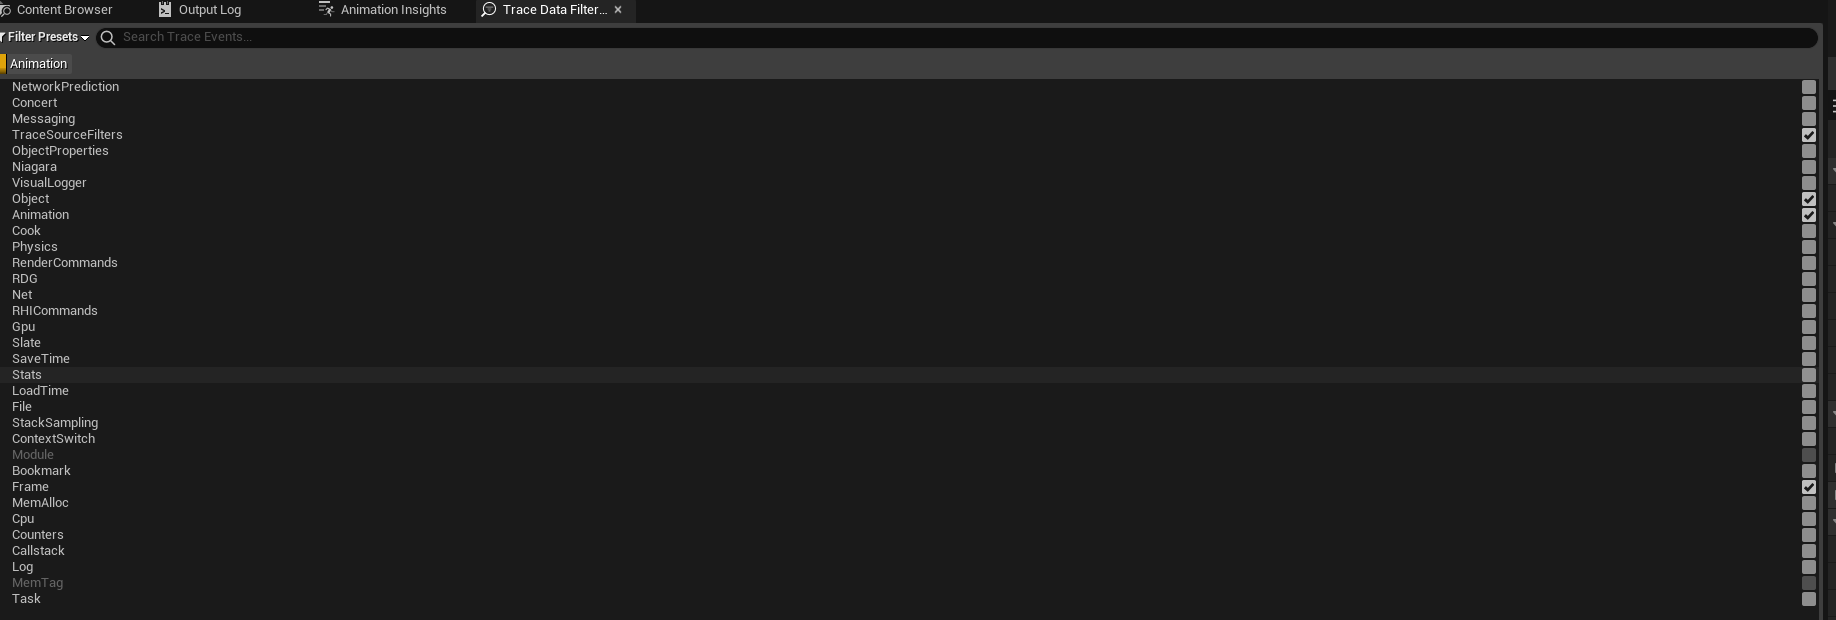 Content Browser Output Log Animation Insights Trace Data Filter...
Filter Presets Search Trace Events...
Animation
NetworkPrediction
Concert
Messaging
TraceSourceFilters
ObjectProperties
Niagara
VisualLogger
Object
Animation
Cook
Physics
RenderCommands
RDG
Net
RHICommands
Gpu
Slate
SaveTime
Stats
LoadTime
File
StackSampling
ContextSwitch
Module
Bookmark
Frame
MemAlloc
Cpu
Counters
Callstack
Log
MemTag
Task